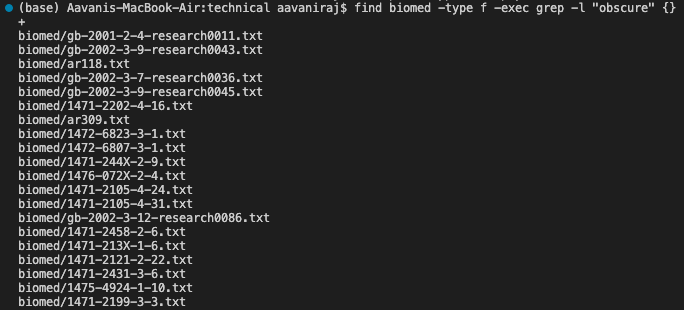 (base) Aavanis-MacBook-Air:technical aavaniraj$ find biomed -type f -exec grep -l "obscure" {}
+
biomed/gb-2001-2-4-research0011.txt
biomed/gb-2002-3-9-research0043.txt
biomed/ar118.txt
biomed/gb-2002-3-7-research0036.txt
biomed/gb-2002-3-9-research0045.txt
biomed/1471-2202-4-16.txt
biomed/ar309.txt
biomed/1472-6823-3-1.txt
biomed/1472-6807-3-1.txt
biomed/1471-244X-2-9.txt
biomed/1476-072X-2-4.txt
biomed/1471-2105-4-24.txt
biomed/1471-2105-4-31.txt
biomed/gb-2002-3-12-research0086.txt
biomed/1471-2458-2-6.txt
biomed/1471-213X-1-6.txt
biomed/1471-2121-2-22.txt
biomed/1471-2431-3-6.txt
biomed/1475-4924-1-10.txt
biomed/1471-2199-3-3.txt